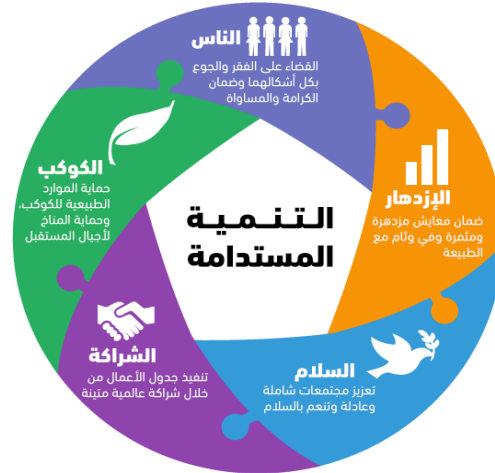 التنمية
المستدامة
الناس
القضاء على الفقر والجوع
بكل أشكالهما وضمان
الكرامة والمساواة
الإزدهار
ضمان معايش مزدهرة
ومثمرة وفي وئام مع
الطبيعة
السلام
تعزيز مجتمعات شاملة
وعادلة وتنعم بالسلام
الشراكة
تنفيذ جدول الأعمال من
خلال شراكة عالمية متينة
الكوكب
حماية الموارد
الطبيعية للكوكب،
وحماية المناخ
لأجيال المستقبل